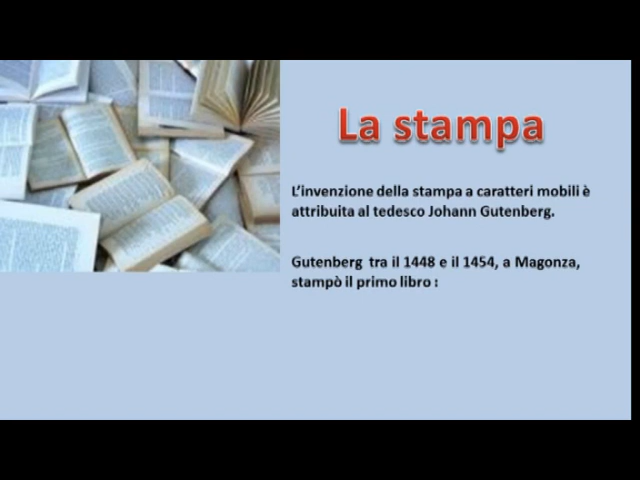 La stampa
L'invenzione della stampa a caratteri mobili è
attribuita al tedesco Johann Gutenberg.
Gutenberg tra il 1448 e il 1454, a Magonza,
stampò il primo libro :